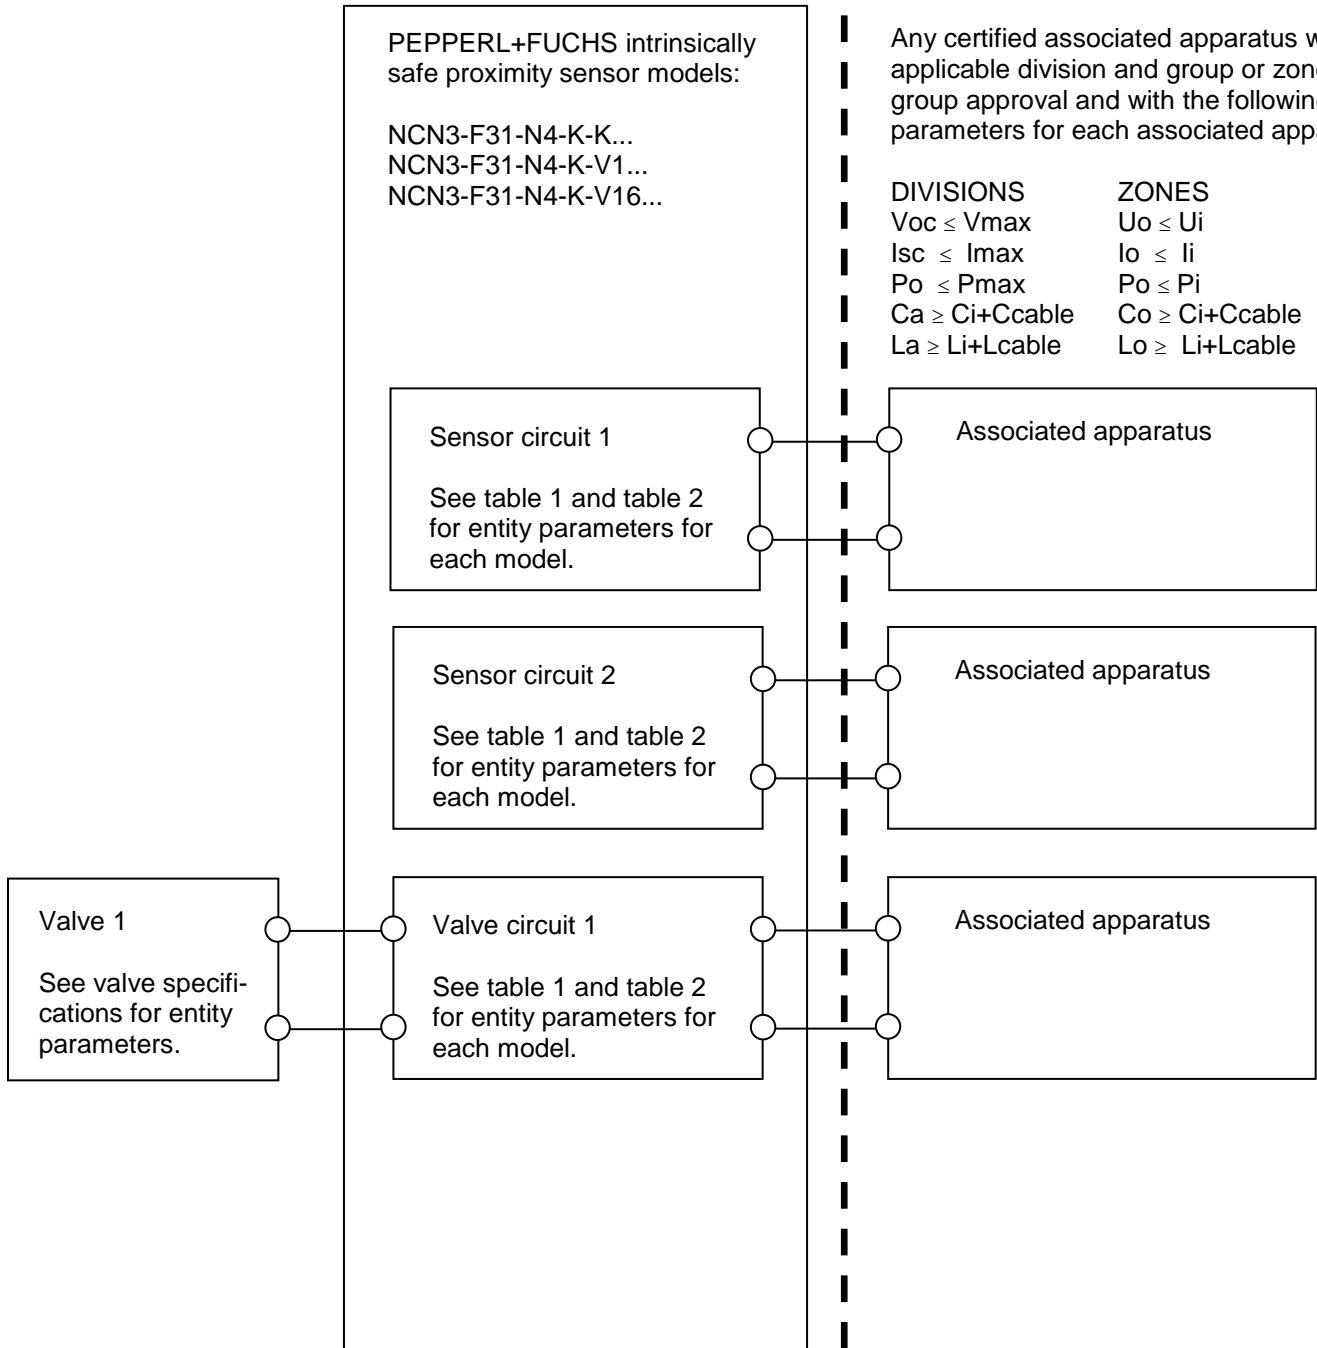 PEPPERL+FUCHS intrinsically
safe proximity sensor models:
NCN3-F31-N4-K-K...
NCN3-F31-N4-K-V1...
NCN3-F31-N4-K-V16...
Any certified associated apparatus
applicable division and group or
group approval and with the
parameters for each associated
DIVISIONS ZONES
Voc ≤ Vmax Uo ≤ Ui
Isc ≤ Imax Io ≤ Ii
Po ≤ Pmax Po ≤ Pi
Ca ≥ Ci+Ccable Co ≥ Ci+Ccable
La ≥ Li+Lcable Lo ≥ Li+Lcable
Sensor circuit 1
See table 1 and table 2
for entity parameters for
each model.
Associated apparatus
Sensor circuit 2
See table 1 and table 2
for entity parameters for
each model.
Associated apparatus
Valve 1
See valve specifi-
cations for entity
parameters.
Valve circuit 1
See table 1 and table 2
for entity parameters for
each model.
Associated apparatus